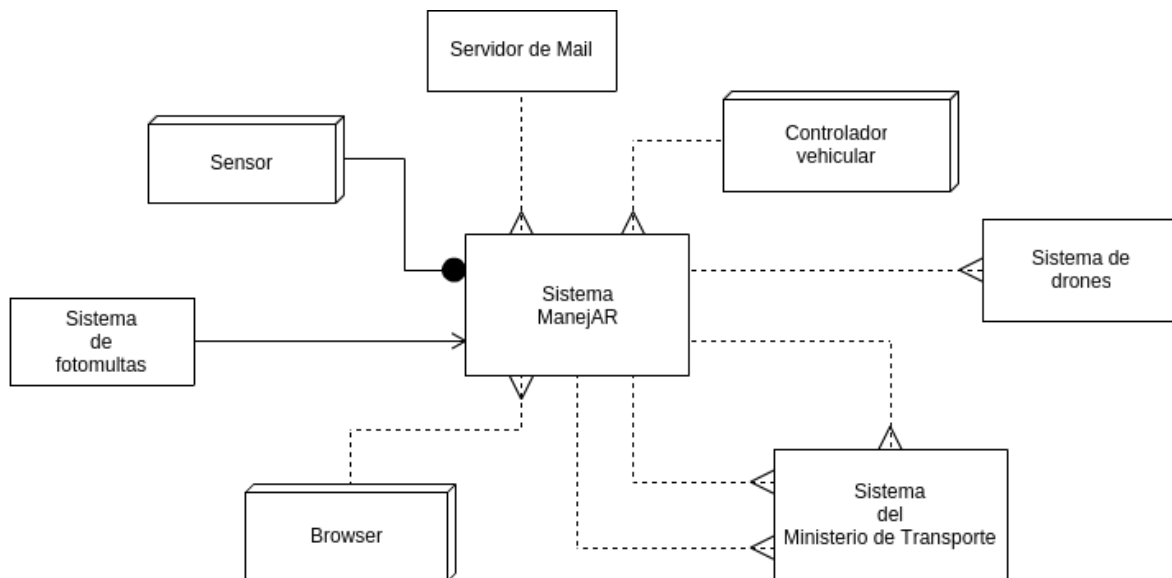 Servidor de Mail
Sensor
Controlador
vehicular
Sistema de
drones
Sistema
ManejAR
Sistema
de
fotomultas
Browser
Sistema
del
Ministerio de Transporte